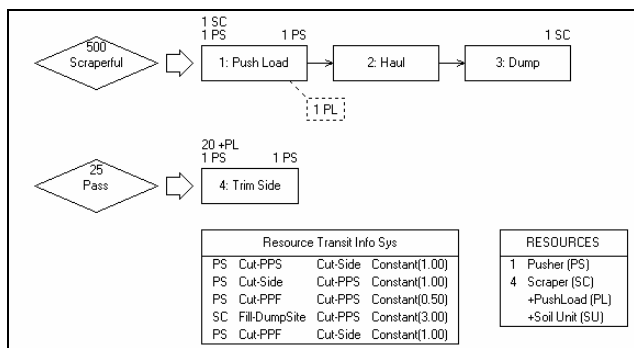 1 SC
500
1 PS
1 PS
1 SC
Scraperful
1: Push Load
2: Haul
3: Dump
1 PL
20 +PL
25
1 PS
1 PS
Pass
4: Trim Side
Resource Transit Info Sys
PS Cut-PPS Cut-Side Constant(1.00)
PS Cut-Side Cut-PPS Constant(1.00)
PS Cut-PPF Cut-PPS Constant(0.50)
SC Fill-DumpSite Cut-PPS Constant(3.00)
PS Cut-PPF Cut-Side Constant(1.00)
RESOURCES
1 Pusher (PS)
4 Scraper (SC)
+PushLoad (PL)
+Soil Unit (SU)